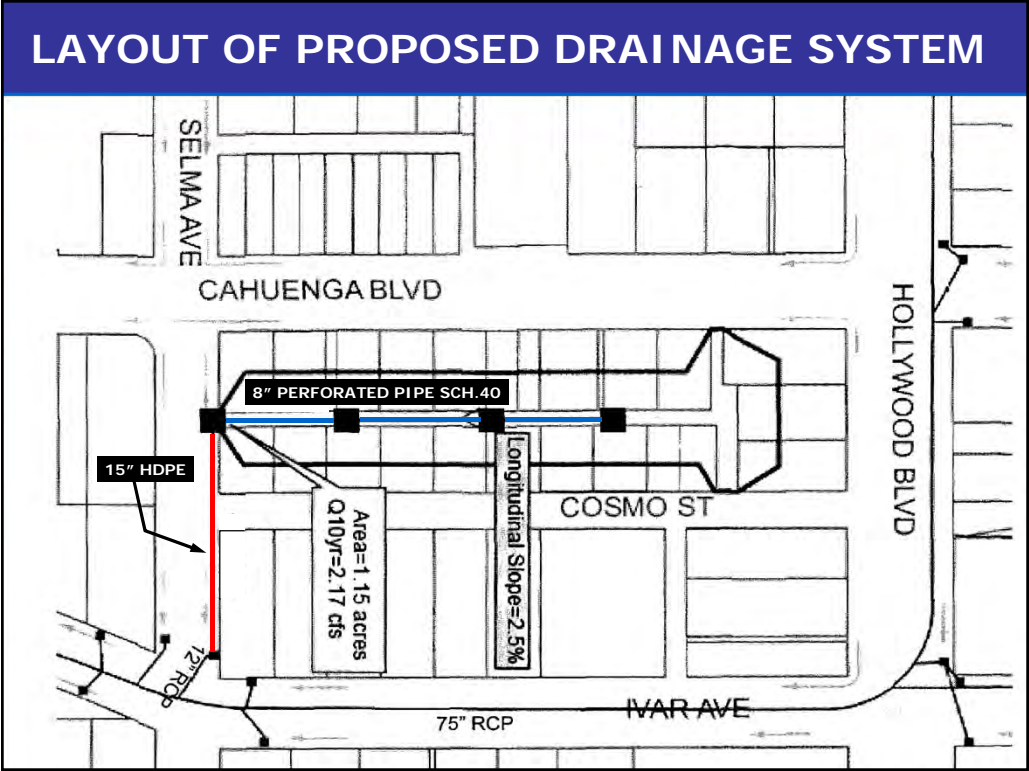 LAYOUT OF PROPOSED DRAINAGE SYSTEM
SELMA AVE
CAHUENGA BLVD
HOLLYWOOD BLVD
8" PERFORATED PIPE SCH.40
15" HDPE
Area=1.15 acres
Q10yr=2.17 cfs
Longitudinal Slope=2.5%
COSMO ST
12" RCP
IVAR AVE
75" RCP